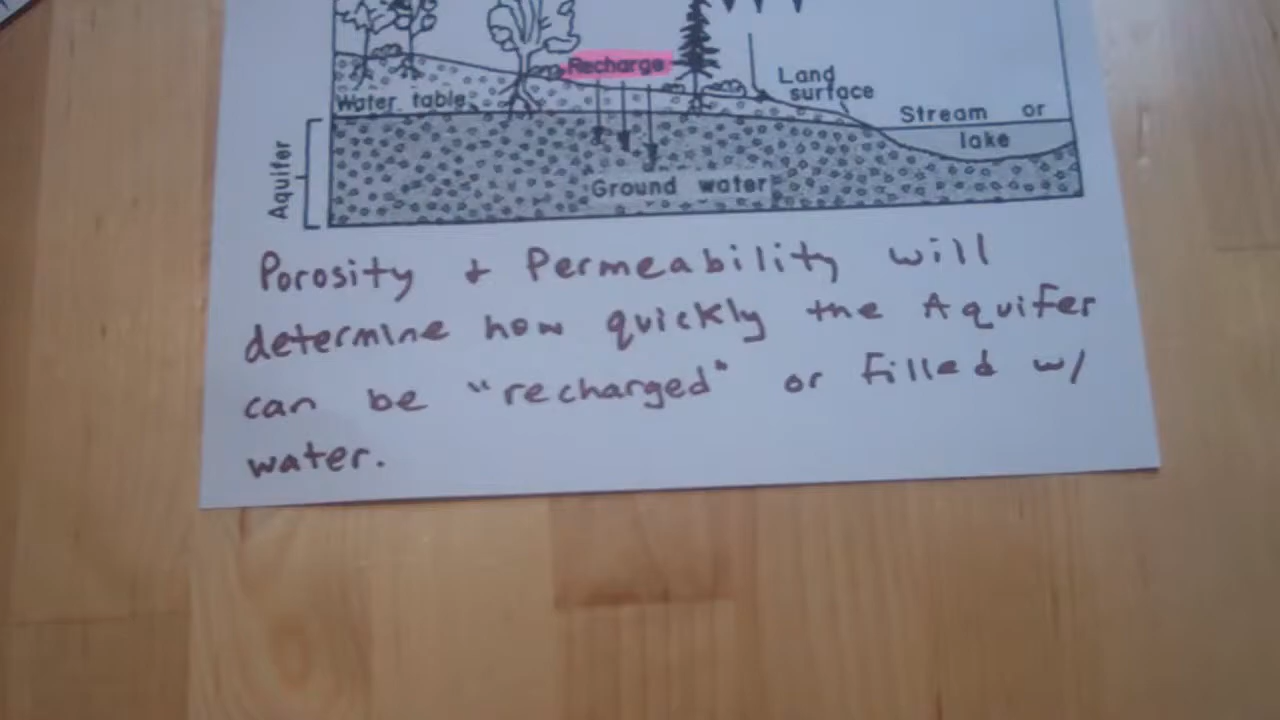 Recharge
Land
surface
Water table
Stream or
lake
Aquifer
Ground water
Porosity + Permeability will
determine how quickly the Aquifer
can be "recharged" or filled w/
water.